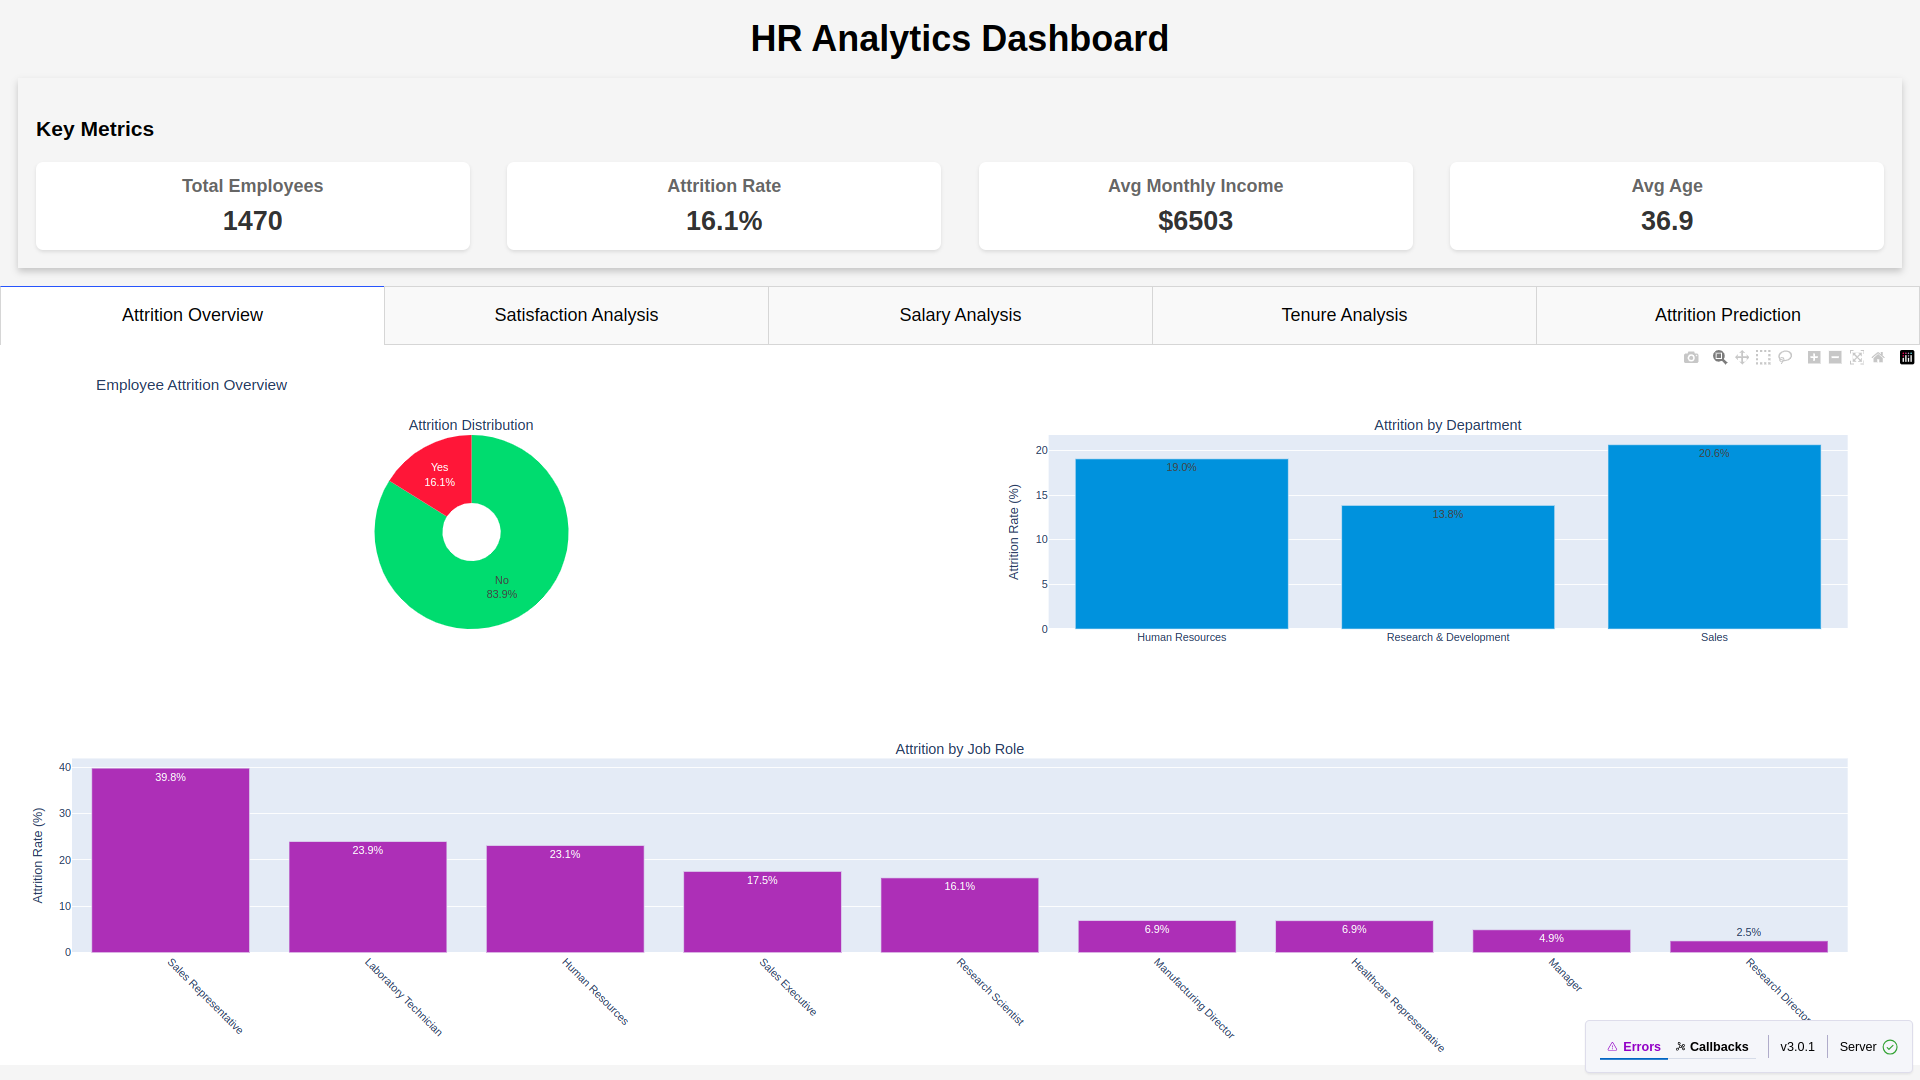 HR Analytics Dashboard
Key Metrics
Total Employees
1470
Attrition Rate
16.1%
Avg Monthly Income
$6503
Avg Age
36.9
Attrition Overview
Satisfaction Analysis
Salary Analysis
Tenure Analysis
Attrition Prediction
Employee Attrition Overview
Attrition Distribution
Yes
16.1%
No
83.9%
Attrition by Department
Attrition Rate (%)
20
15
10
5
0
19.0%
13.8%
20.6%
Human Resources
Research & Development
Sales
Attrition by Job Role
Attrition Rate (%)
40
30
20
10
0
39.8%
23.9%
23.1%
17.5%
16.1%
6.9%
6.9%
4.9%
2.5%
Sales Representative
Laboratory Technician
Human Resources
Sales Executive
Research Scientist
Manufacturing Director
Healthcare Representative
Manager
Research Director
Errors
Callbacks
v3.0.1
Server